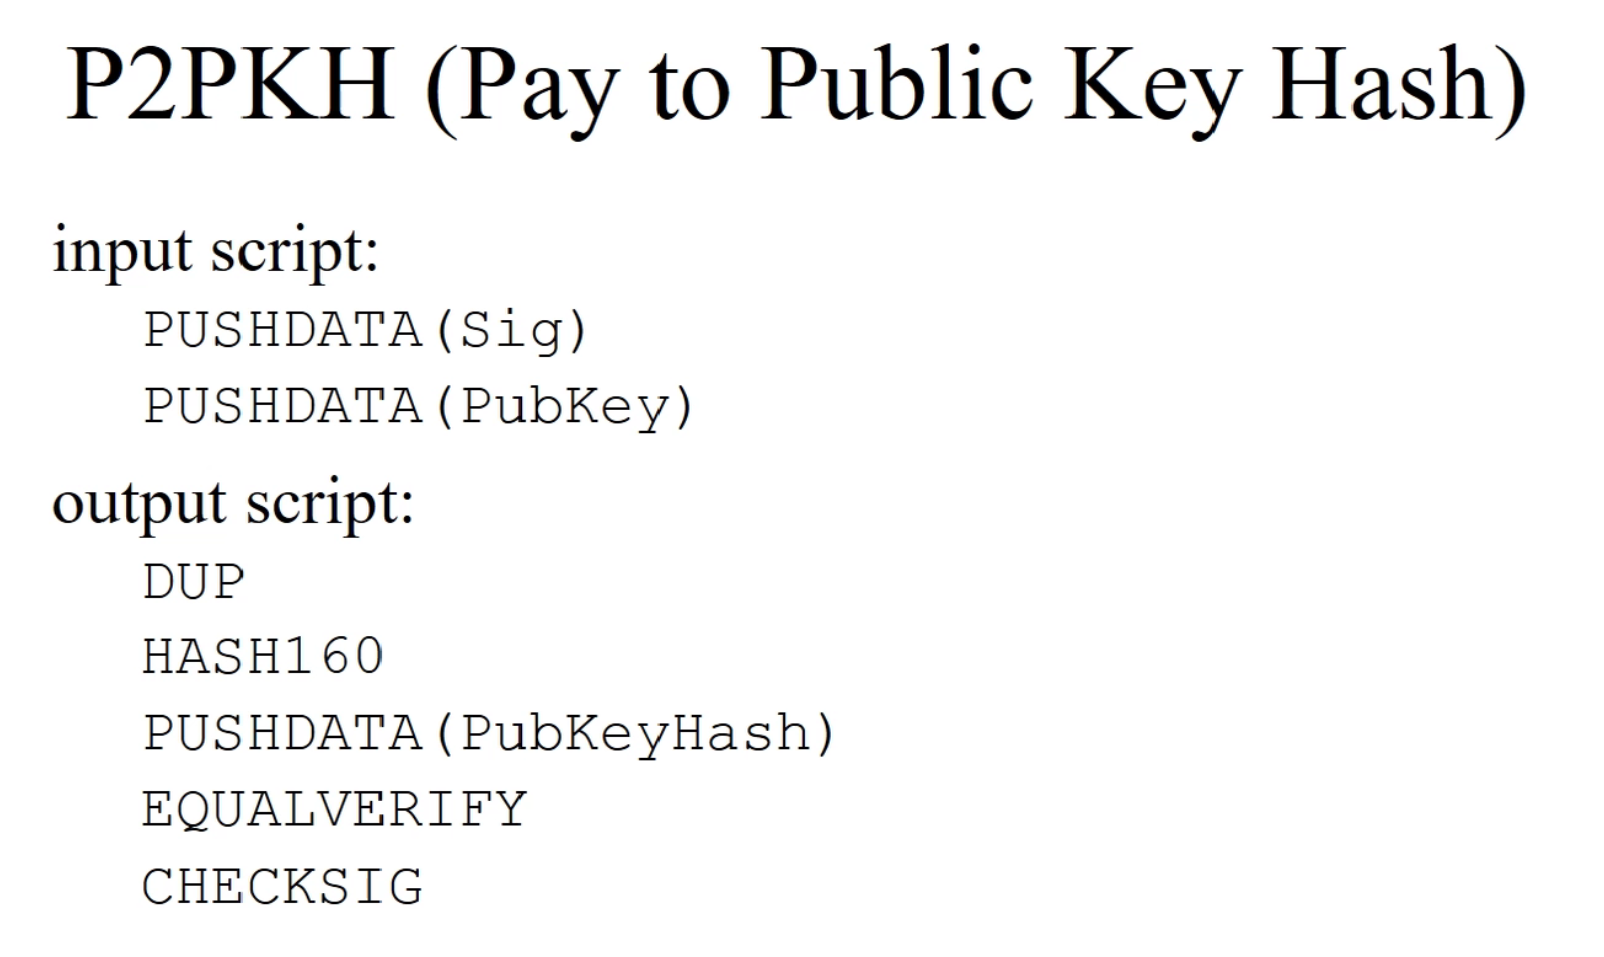 P2PKH (Pay to Public Key Hash)
input script:
PUSHDATA(Sig)
PUSHDATA(PubKey)
output script:
DUP
HASH160
PUSHDATA(PubKeyHash)
EQUALVERIFY
CHECKSIG